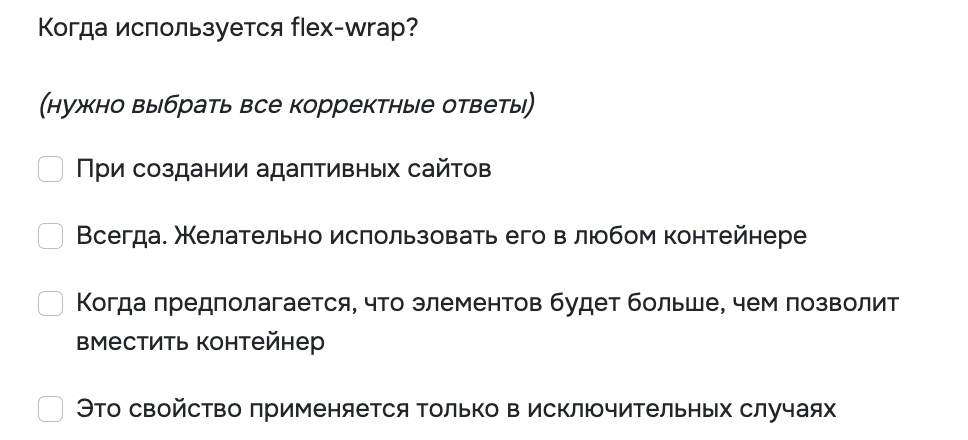 Когда используется flex-wrap?
(нужно выбрать все корректные ответы)
При создании адаптивных сайтов
Всегда. Желательно использовать его в любом контейнере
Когда предполагается, что элементов будет больше, чем позволит
вместить контейнер
Это свойство применяется только в исключительных случаях